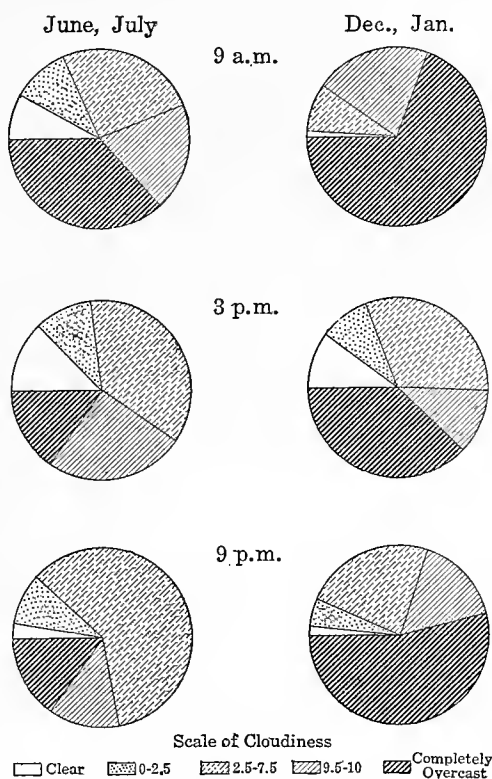 June, July
Dec., Jan.
9 a.m.
3 p.m.
9 p.m.
Scale of Cloudiness
Clear 0-2.5 2.5-7.5 9.5-10 Completely
Overcast